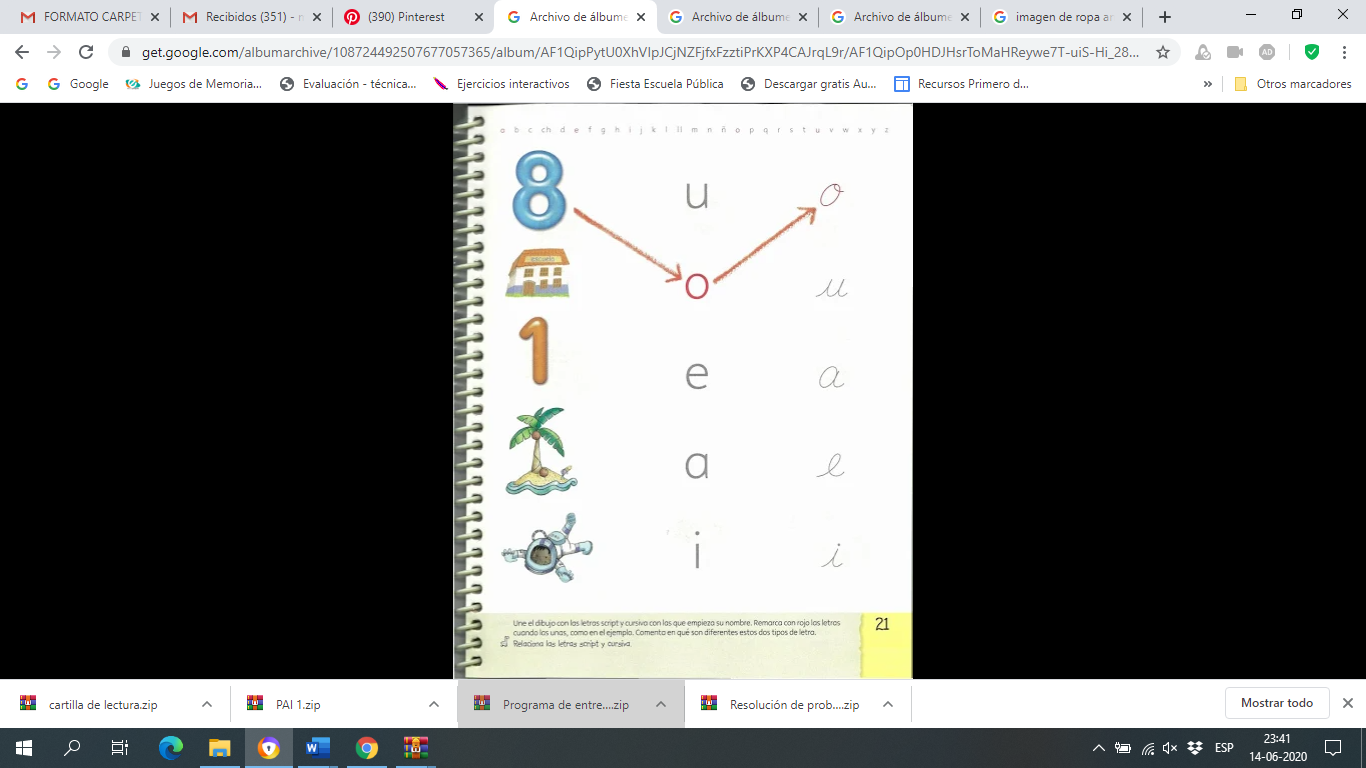 FORMATO CARPET
Recibidos (351) - n
(390) Pinterest
Archivo de álbume
Archivo de álbume
Archivo de álbume
imagen de ropa ar
get.google.com/albumarchive/108724492507677057365/album/AF1QipPytU0XhVIpJCjNZFjfxFzztiPrKXP4CAJrqL9r/AF1QipOp0HDJHsrToMaHReywe7T-uiS-Hi_28...
Google
Juegos de Memoria...
Evaluación - técnica...
Ejercicios interactivos
Fiesta Escuela Pública
Descargar gratis Au...
Recursos Primero d...
»
Otros marcadores
a b c ch d e f g h i j k l ll m n ñ o p q r s t u v w x y z
8 u o
ESCUELA
o u
1 e a
a e
i i
Une el dibujo con las letras script y cursiva con las que empieza su nombre. Remarca con rojo las letras
cuando las unas, como en el ejemplo. Comenta en qué son diferentes estos dos tipos de letra.
Relaciona las letras script y cursiva.
21
cartilla de lectura.zip
PAI 1.zip
Programa de entre....zip
Resolución de prob....zip
Mostrar todo
ESP
23:41
14-06-2020